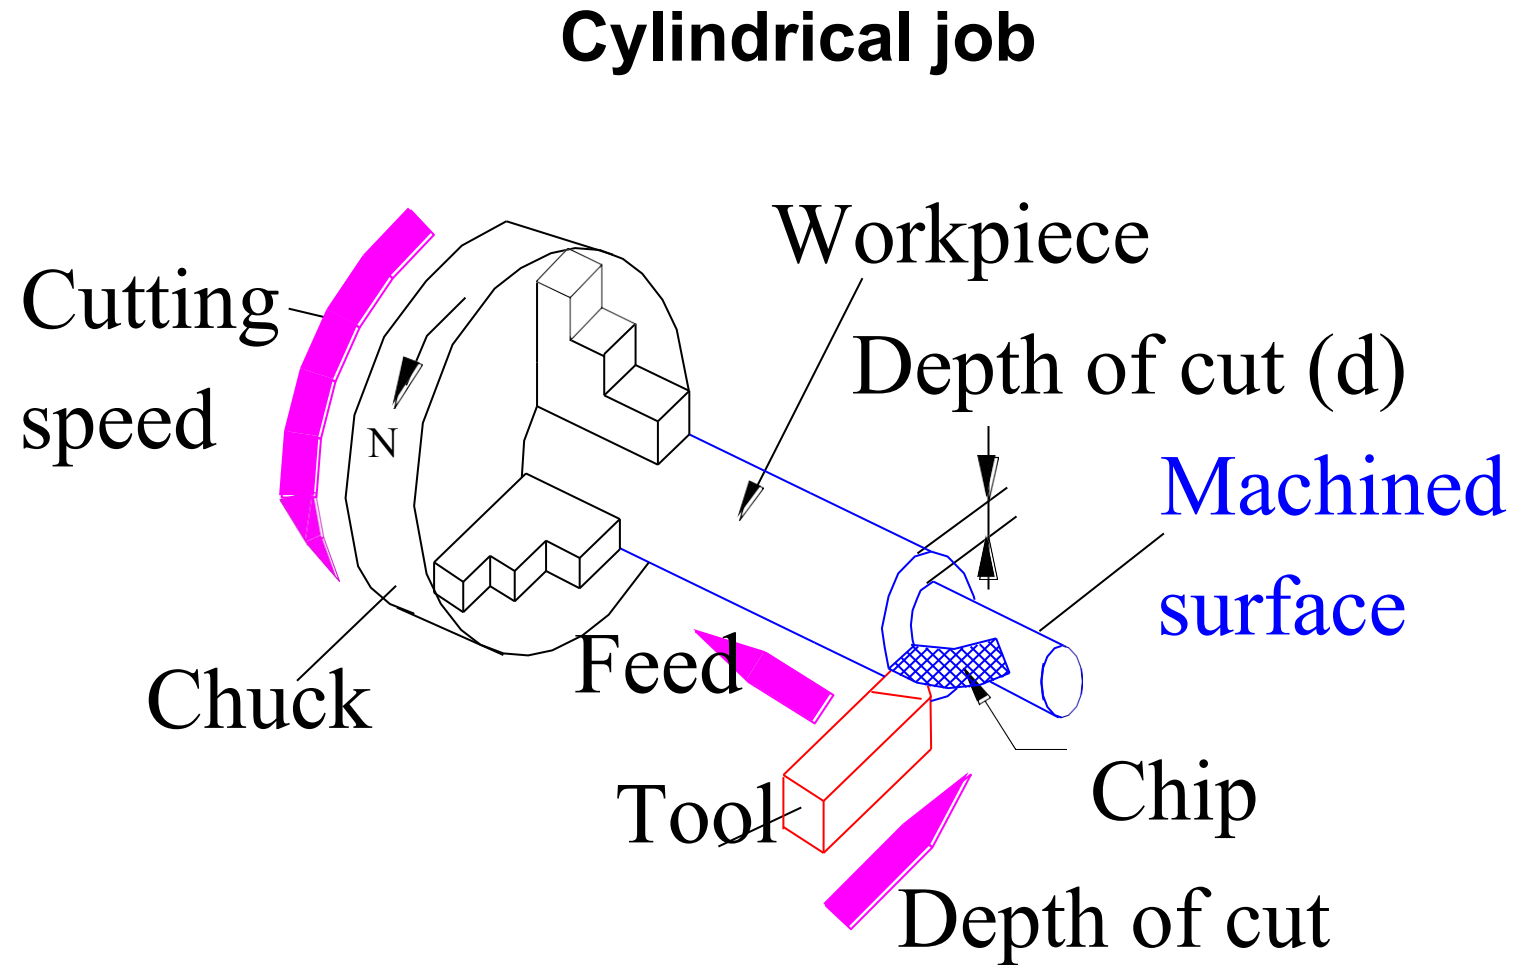 Cylindrical job
Workpiece
Cutting
speed
Depth of cut (d)
N
Machined
surface
Feed
Chuck
Tool
Chip
Depth of cut